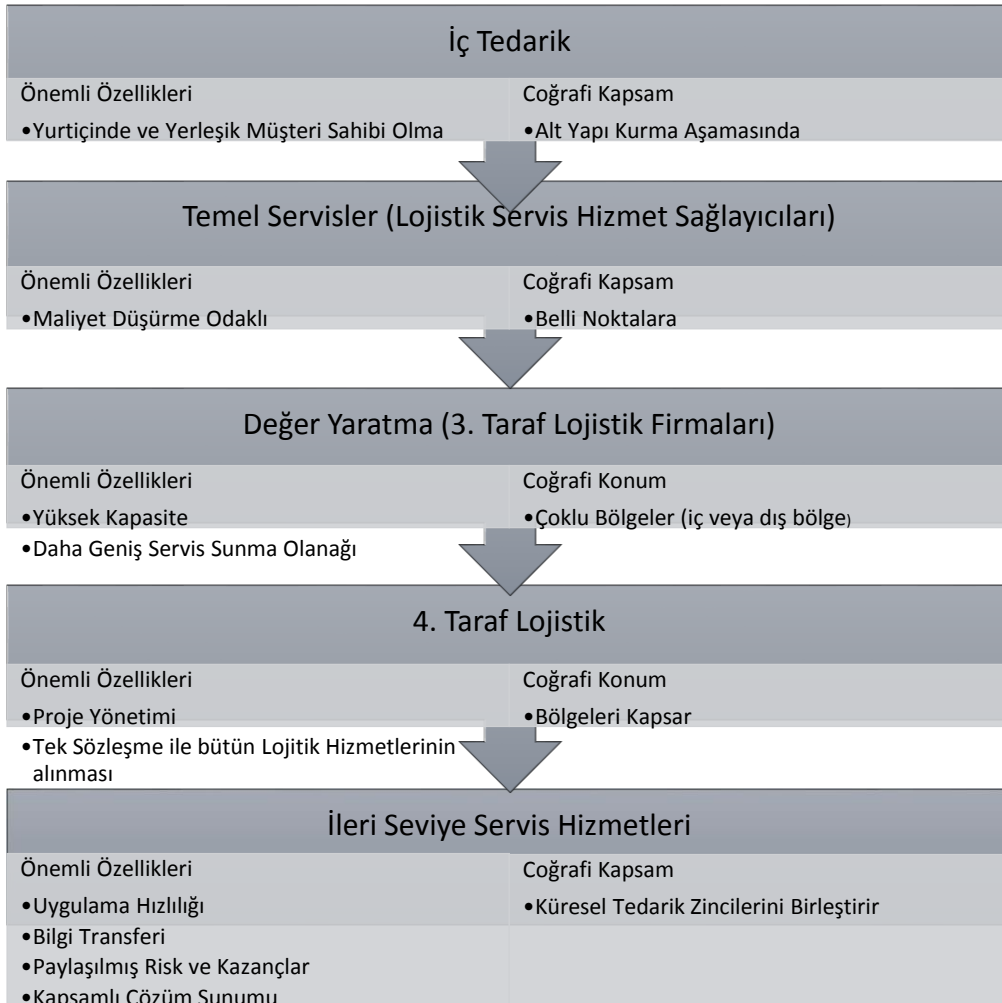 İç Tedarik
Önemli Özellikleri
•Yurtiçinde ve Yerleşik Müşteri Sahibi Olma
Coğrafi Kapsam
•Alt Yapı Kurma Aşamasında
Temel Servisler (Lojistik Servis Hizmet Sağlayıcıları)
Önemli Özellikleri
•Maliyet Düşürme Odaklı
Coğrafi Kapsam
•Belli Noktalara
Değer Yaratma (3. Taraf Lojistik Firmaları)
Önemli Özellikleri
•Yüksek Kapasite
•Daha Geniş Servis Sunma Olanağı
Coğrafi Konum
•Çoklu Bölgeler (iç veya dış bölge)
4. Taraf Lojistik
Önemli Özellikleri
•Proje Yönetimi
•Tek Sözleşme ile bütün Lojitik Hizmetlerinin
alınması
Coğrafi Konum
•Bölgeleri Kapsar
İleri Seviye Servis Hizmetleri
Önemli Özellikleri
•Uygulama Hızlılığı
•Bilgi Transferi
•Paylaşılmış Risk ve Kazançlar
•Kapsamlı Çözüm Sunumu
Coğrafi Kapsam
•Küresel Tedarik Zincilerini Birleştirir